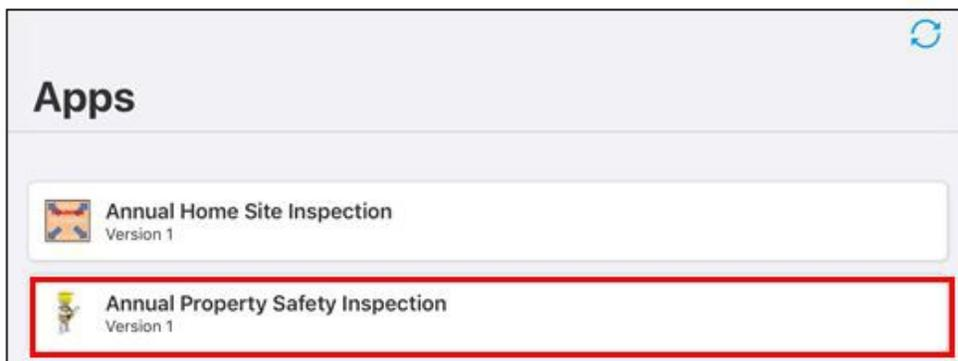 Apps
Annual Home Site Inspection
Version 1
Annual Property Safety Inspection
Version 1